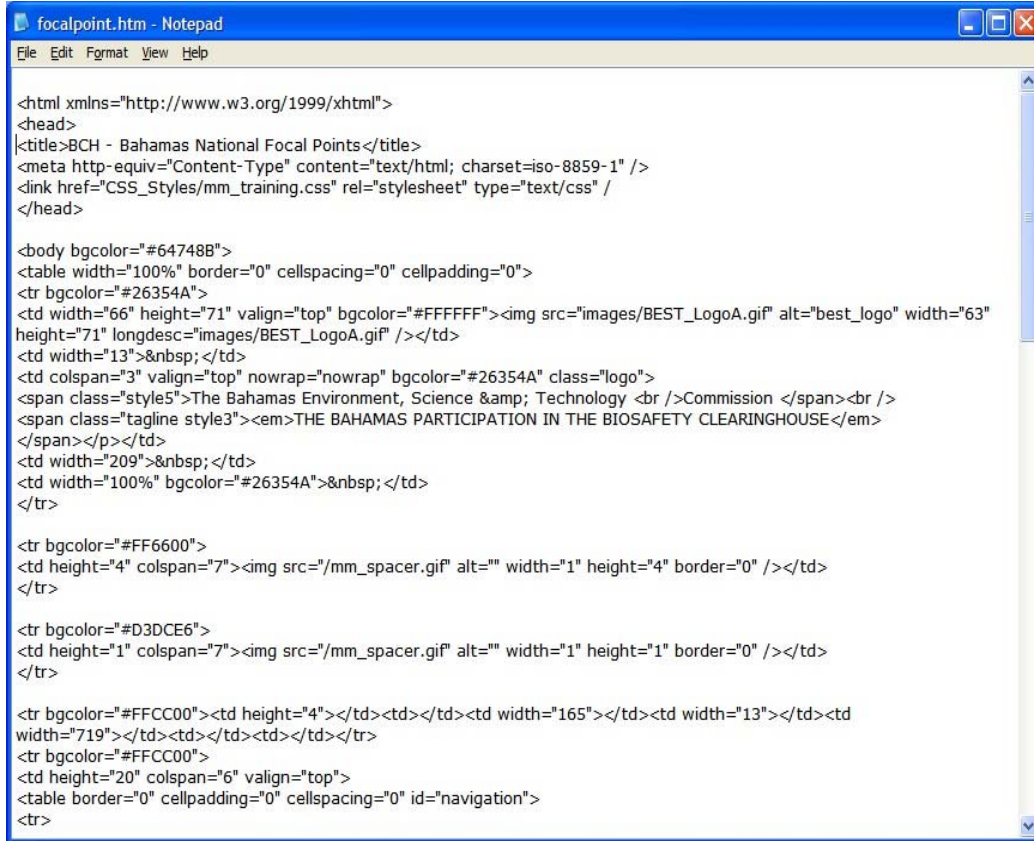 focalpoint.htm - Notepad
File Edit Format View Help
<html xmlns="http://www.w3.org/1999/xhtml">
<head>
<title>BCH - Bahamas National Focal Points</title>
<meta http-equiv="Content-Type" content="text/html; charset=iso-8859-1" />
<link href="CSS_Styles/mm_training.css" rel="stylesheet" type="text/css" /
</head>
<body bgcolor="#64748B">
<table width="100%" border="0" cellspacing="0" cellpadding="0">
<tr bgcolor="#26354A">
<td width="66" height="71" valign="top" bgcolor="#FFFFFF"><img src="images/BEST_LogoA.gif" alt="best_logo" width="63"
height="71" longdesc="images/BEST_LogoA.gif" /></td>
<td width="13">&nbsp;</td>
<td colspan="3" valign="top" nowrap="nowrap" bgcolor="#26354A" class="logo">
<span class="style5">The Bahamas Environment, Science &amp; Technology <br />Commission </span><br />
<span class="tagline style3"><em>THE BAHAMAS PARTICIPATION IN THE BIOSAFETY CLEARINGHOUSE</em>
</span></p></td>
<td width="209">&nbsp;</td>
<td width="100%" bgcolor="#26354A">&nbsp;</td>
</tr>
<tr bgcolor="#FF6600">
<td height="4" colspan="7"><img src="/mm_spacer.gif" alt="" width="1" height="4" border="0" /></td>
</tr>
<tr bgcolor="#D3DCE6">
<td height="1" colspan="7"><img src="/mm_spacer.gif" alt="" width="1" height="1" border="0" /></td>
</tr>
<tr bgcolor="#FFCC00"><td height="4"></td><td></td><td width="165"></td><td width="13"></td><td
width="719"></td><td></td><td></td></tr>
<tr bgcolor="#FFCC00">
<td height="20" colspan="6" valign="top">
<table border="0" cellpadding="0" cellspacing="0" id="navigation">
<tr>